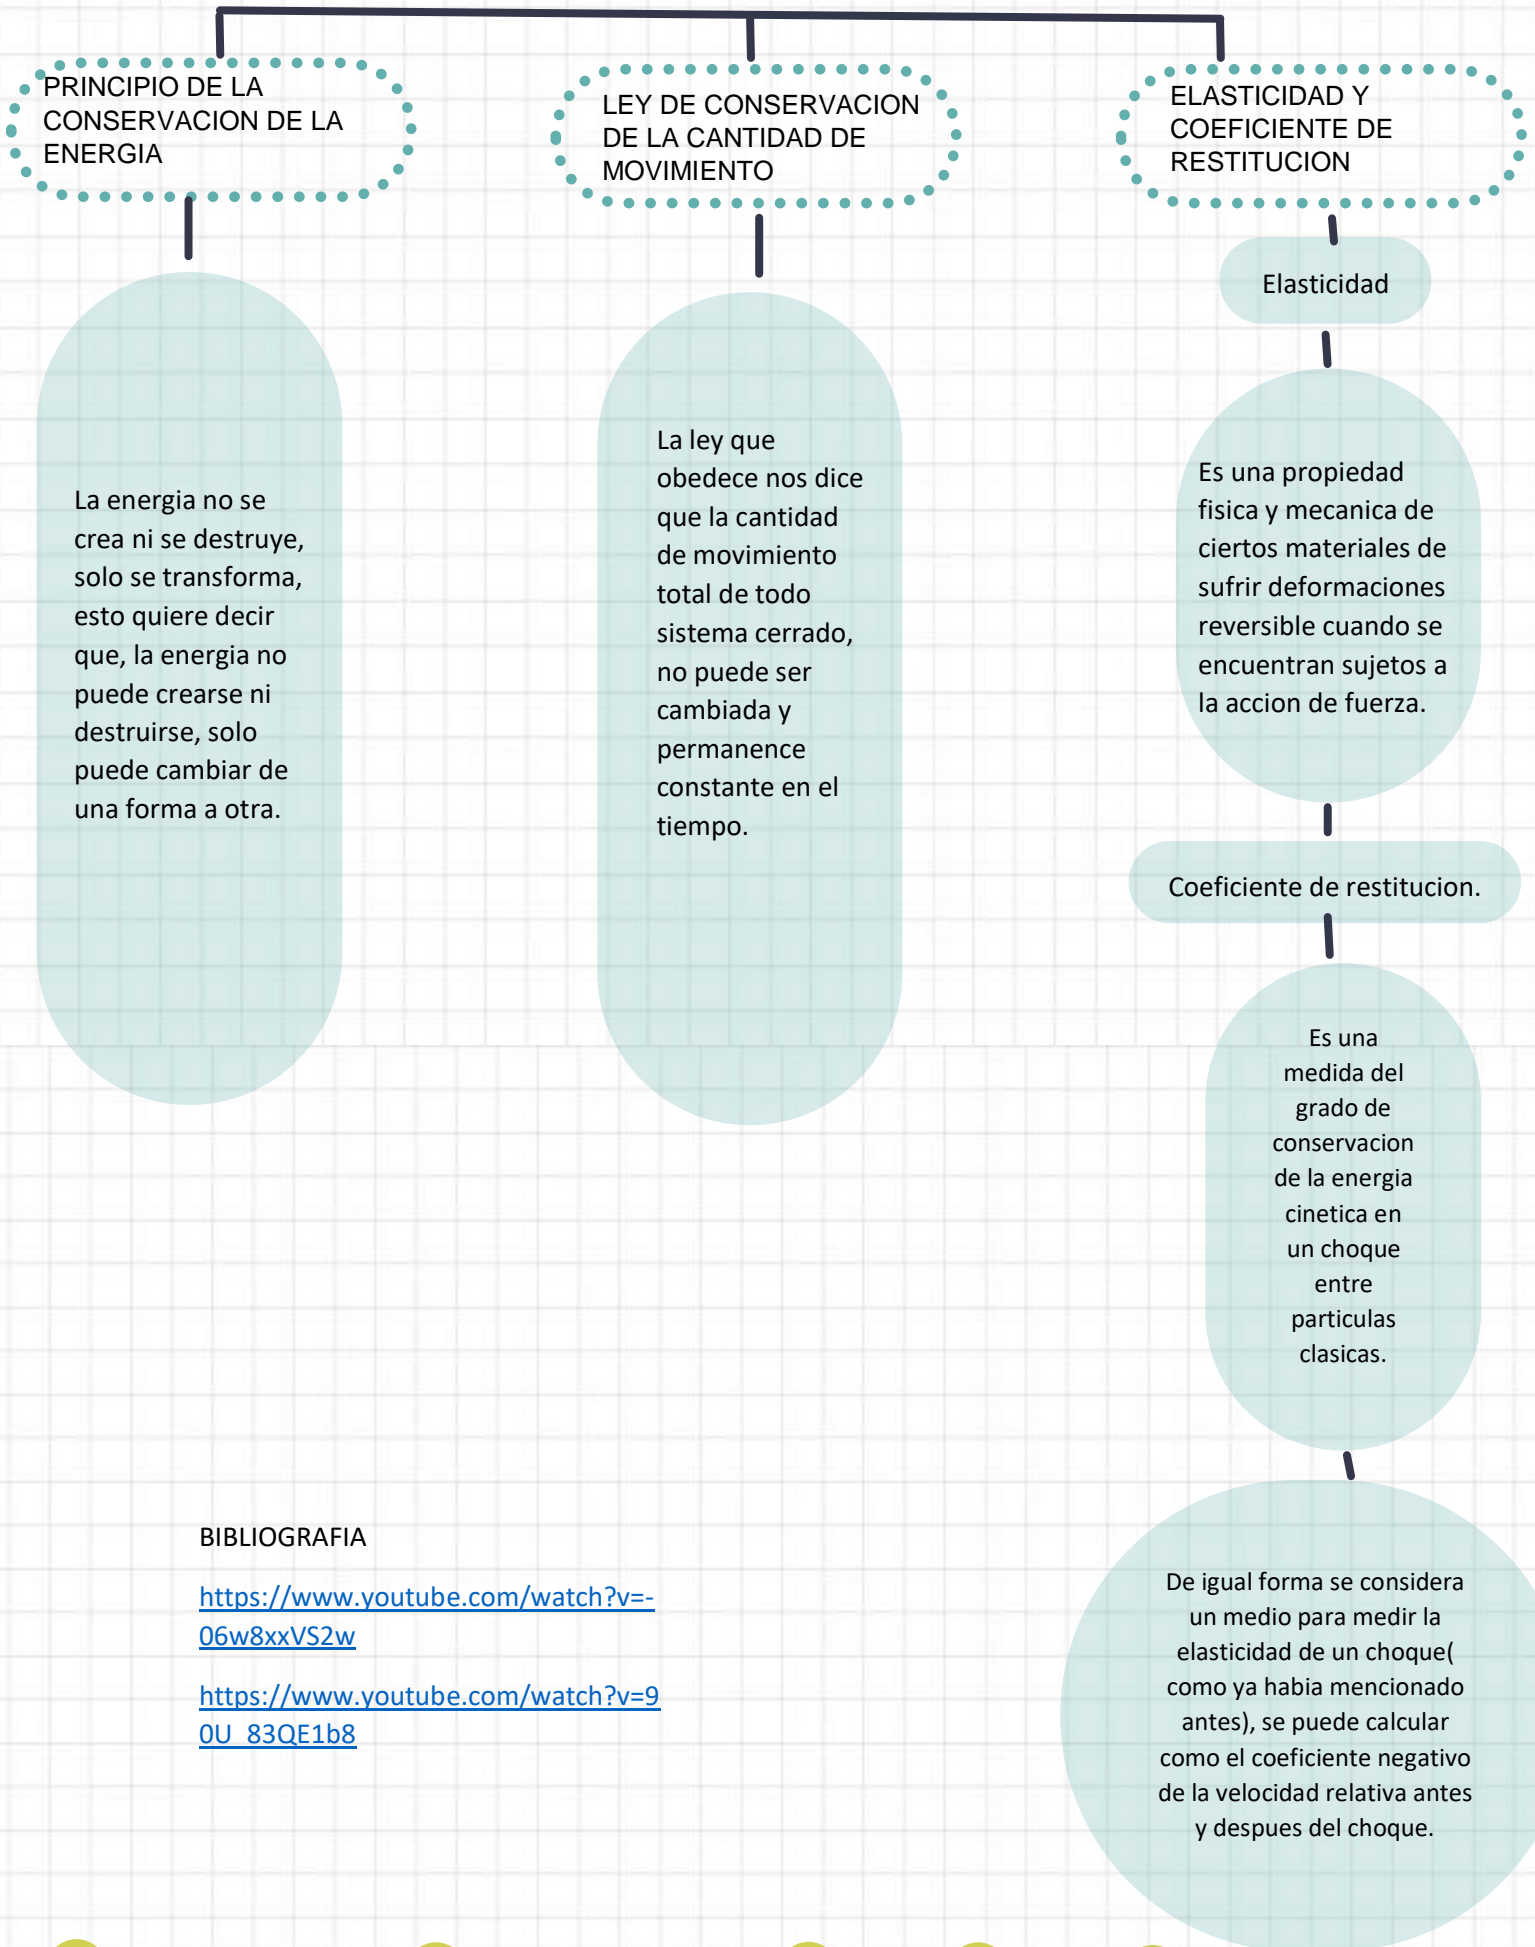 PRINCIPIO DE LA
CONSERVACION DE LA
ENERGIA
La energia no se
crea ni se destruye,
solo se transforma,
esto quiere decir
que, la energia no
puede crearse ni
destruirse, solo
puede cambiar de
una forma a otra.
LEY DE CONSERVACION
DE LA CANTIDAD DE
MOVIMIENTO
La ley que
obedece nos dice
que la cantidad
de movimiento
total de todo
sistema cerrado,
no puede ser
cambiada y
permanence
constante en el
tiempo.
ELASTICIDAD Y
COEFICIENTE DE
RESTITUCION
Elasticidad
Es una propiedad
fisica y mecanica de
ciertos materiales de
sufrir deformaciones
reversible cuando se
encuentran sujetos a
la accion de fuerza.
Coeficiente de restitucion.
Es una
medida del
grado de
conservacion
de la energia
cinetica en
un choque
entre
particulas
clasicas.
De igual forma se considera
un medio para medir la
elasticidad de un choque(
como ya habia mencionado
antes), se puede calcular
como el coeficiente negativo
de la velocidad relativa antes
y despues del choque.
BIBLIOGRAFIA
https://www.youtube.com/watch?v=-
06w8xxVS2w
https://www.youtube.com/watch?v=9
0U_83QE1b8